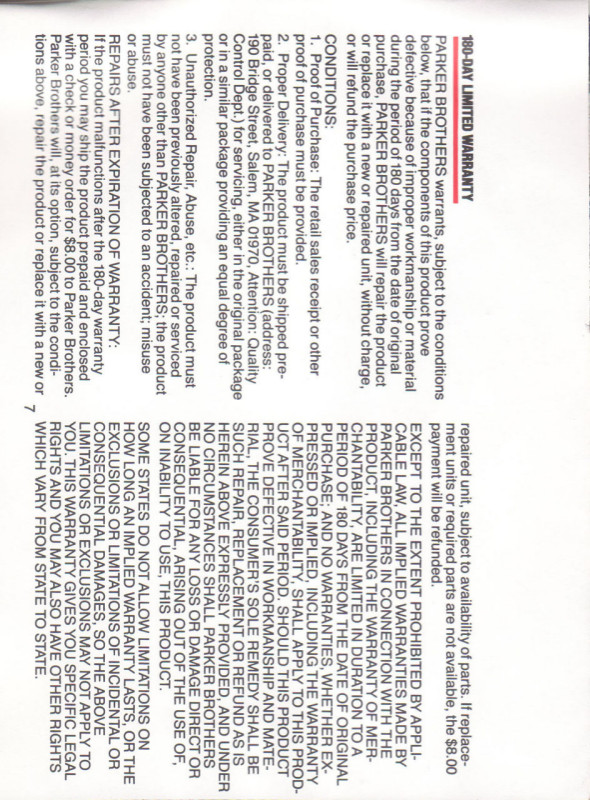 180-DAY LIMITED WARRANTY
PARKER BROTHERS warrants, subject to the conditions
below, that if the components of this product prove
defective because of improper workmanship or material
during the period of 180 days from the date of original
purchase, PARKER BROTHERS will repair the product
or replace it with a new or repaired unit, without charge,
or will refund the purchase price.
CONDITIONS:
1. Proof of Purchase: The retail sales receipt or other
proof of purchase must be provided.
2. Proper Delivery: The product must be shipped pre-
paid, or delivered to PARKER BROTHERS (address:
190 Bridge Street, Salem, MA 01970, Attention: Quality
Control Dept.) for servicing, either in the original package
or in a similar package providing an equal degree of
protection.
3. Unauthorized Repair, Abuse, etc.: The product must
not have been previously altered, repaired or serviced
by anyone other than PARKER BROTHERS; the product
must not have been subjected to an accident; misuse
or abuse.
REPAIRS AFTER EXPIRATION OF WARRANTY:
If the product malfunctions after the 180-day warranty
period you may ship the product prepaid and enclosed
with a check or money order for $8.00 to Parker Brothers.
Parker Brothers will, at its option, subject to the condi-
tions above, repair the product or replace it with a new or
repaired unit, subject to availability of parts. If replace-
ment units or required parts are not available, the $8.00
payment will be refunded.
EXCEPT TO THE EXTENT PROHIBITED BY APPLI-
CABLE LAW, ALL IMPLIED WARRANTIES MADE BY
PARKER BROTHERS IN CONNECTION WITH THE
PRODUCT, INCLUDING THE WARRANTY OF MER-
CHANTABILITY, ARE LIMITED IN DURATION TO A
PERIOD OF 180 DAYS FROM THE DATE OF ORIGINAL
PURCHASE; AND NO WARRANTIES, WHETHER EX-
PRESSED OR IMPLIED, INCLUDING THE WARRANTY
OF MERCHANTABILITY, SHALL APPLY TO THIS PROD-
UCT AFTER SAID PERIOD. SHOULD THIS PRODUCT
PROVE DEFECTIVE IN WORKMANSHIP AND MATE-
RIAL, THE CONSUMER'S SOLE REMEDY SHALL BE
SUCH REPAIR, REPLACEMENT OR REFUND AS IS
HEREIN ABOVE EXPRESSLY PROVIDED, AND UNDER
NO CIRCUMSTANCES SHALL PARKER BROTHERS
BE LIABLE FOR ANY LOSS OR DAMAGE DIRECT OR
CONSEQUENTIAL, ARISING OUT OF THE USE OF,
ON INABILITY TO USE, THIS PRODUCT.
SOME STATES DO NOT ALLOW LIMITATIONS ON
HOW LONG AN IMPLIED WARRANTY LASTS, OR THE
EXCLUSIONS OR LIMITATIONS OF INCIDENTAL OR
CONSEQUENTIAL DAMAGES, SO THE ABOVE
LIMITATIONS OR EXCLUSIONS MAY NOT APPLY TO
YOU. THIS WARRANTY GIVES YOU SPECIFIC LEGAL
RIGHTS AND YOU MAY ALSO HAVE OTHER RIGHTS
WHICH VARY FROM STATE TO STATE.
7